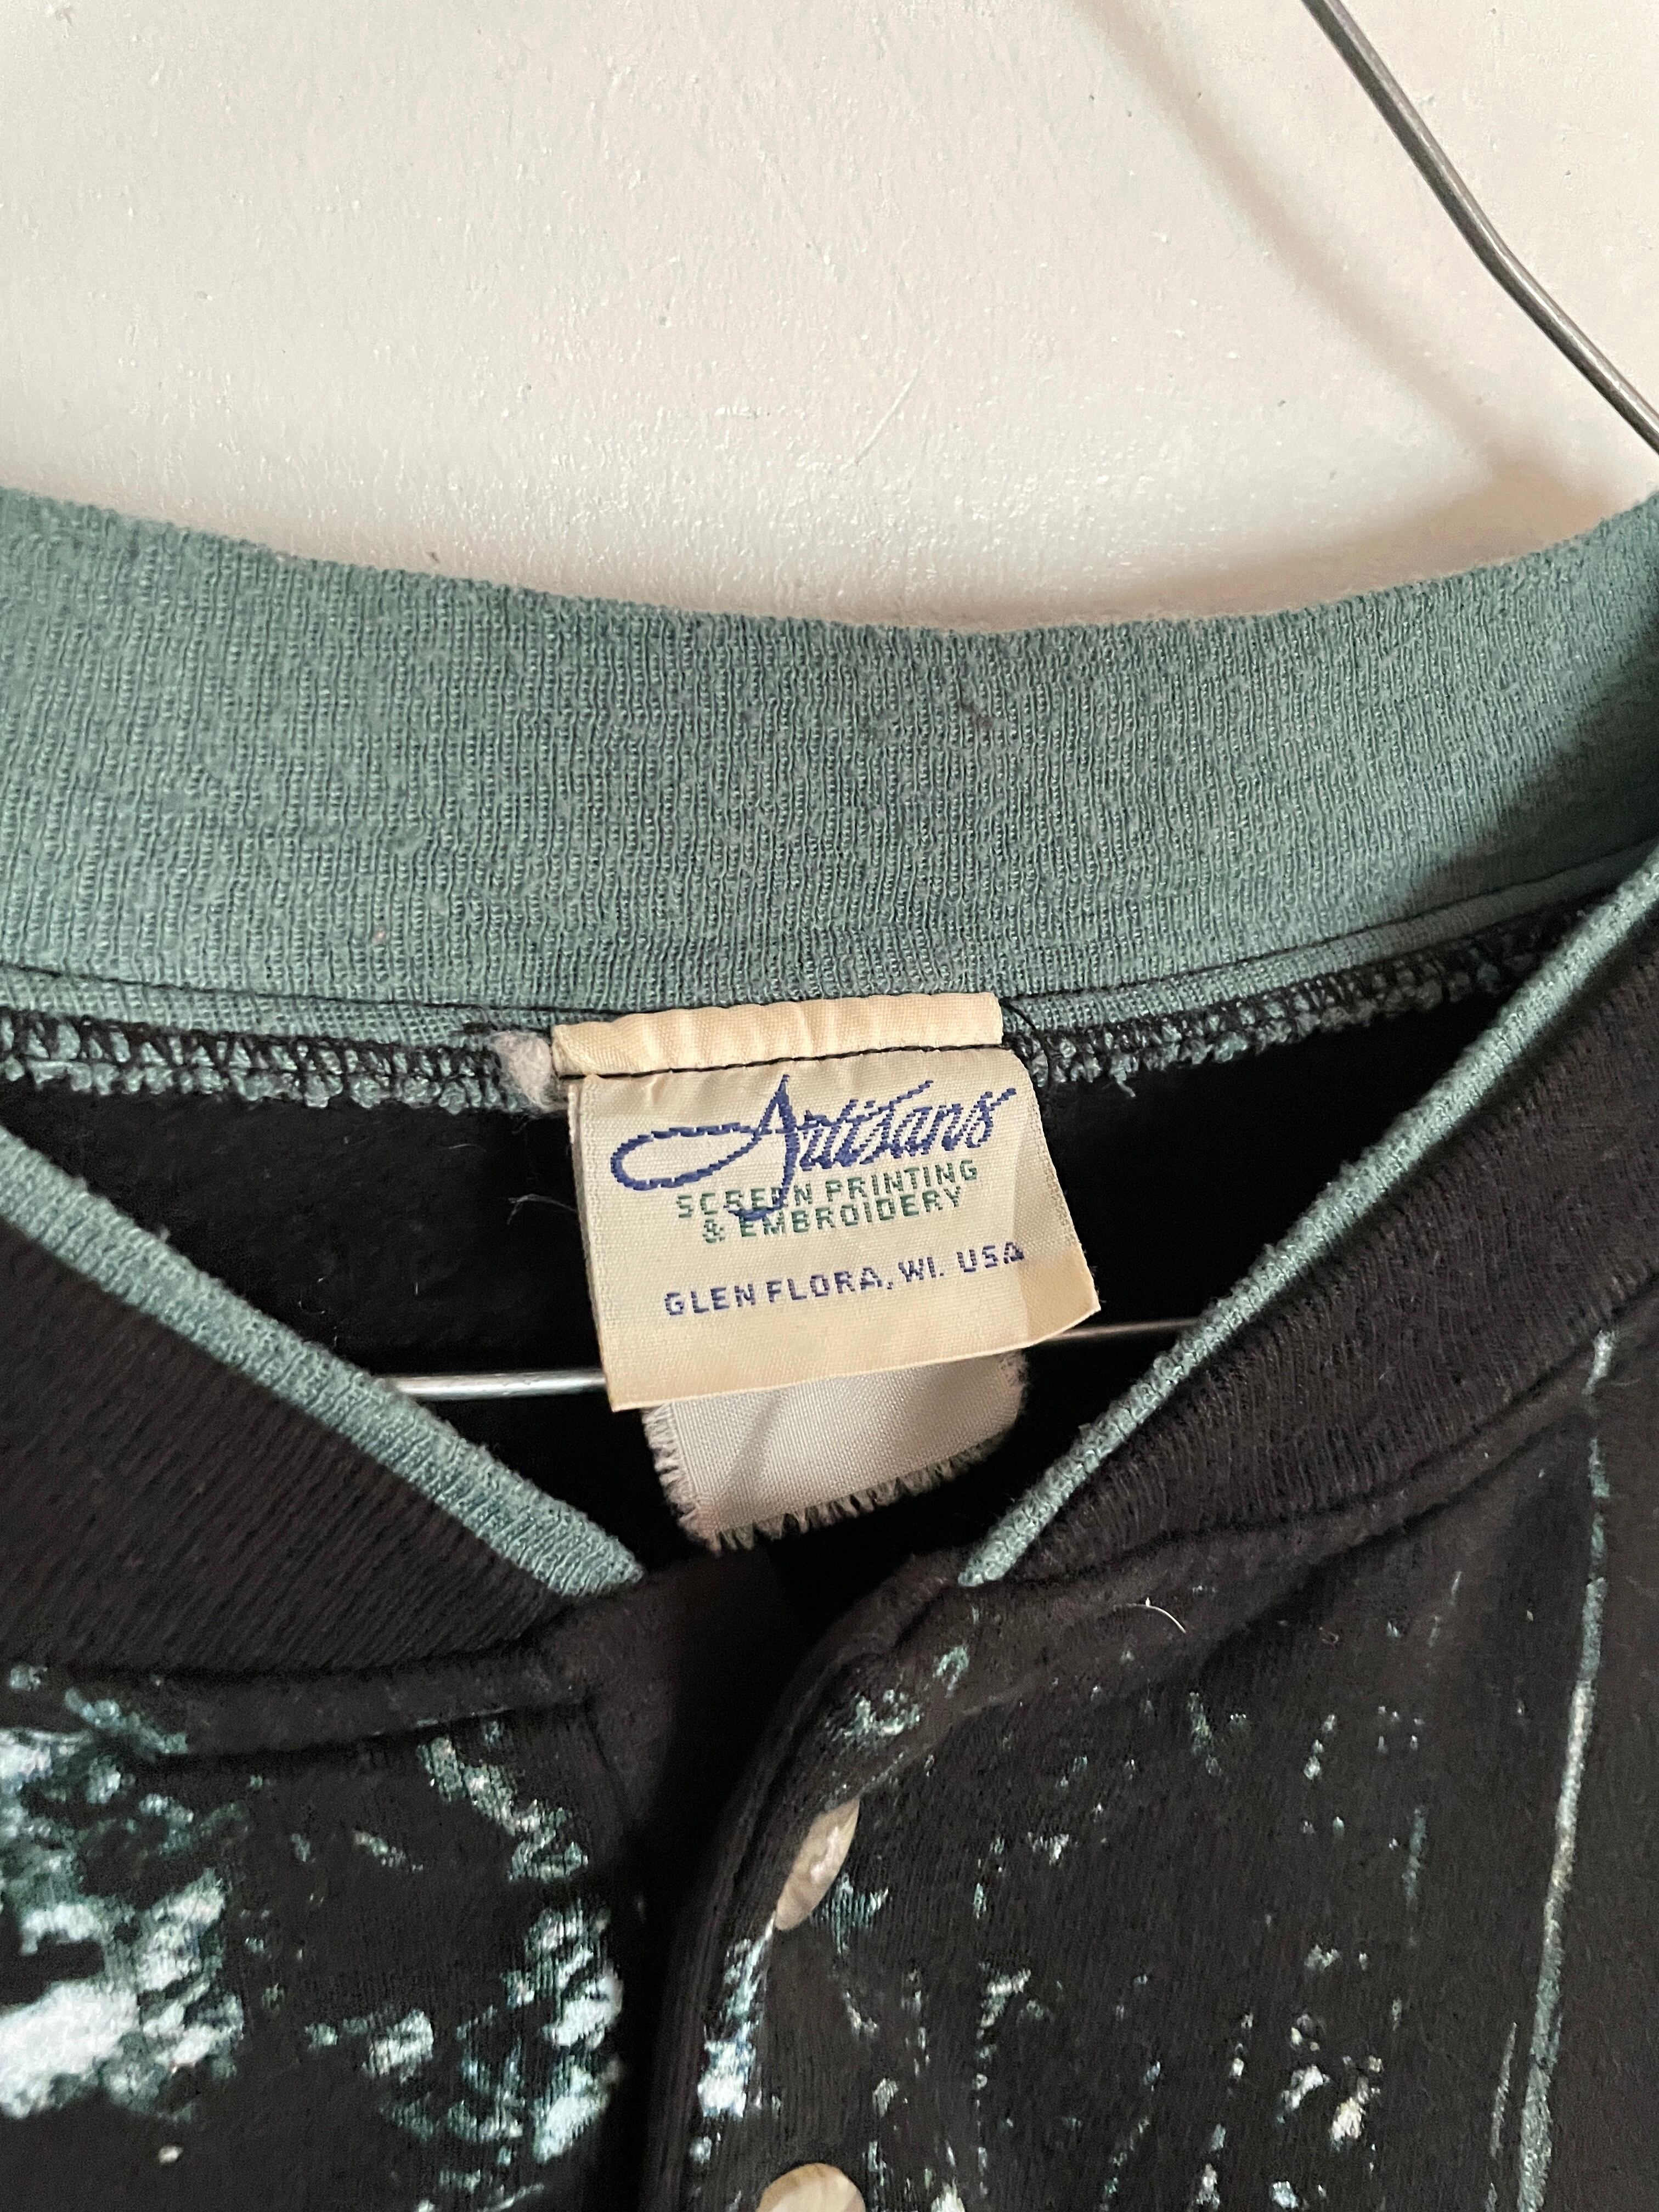 Artisans
SCREEN PRINTING
& EMBROIDERY
GLEN FLORA, WI. USA